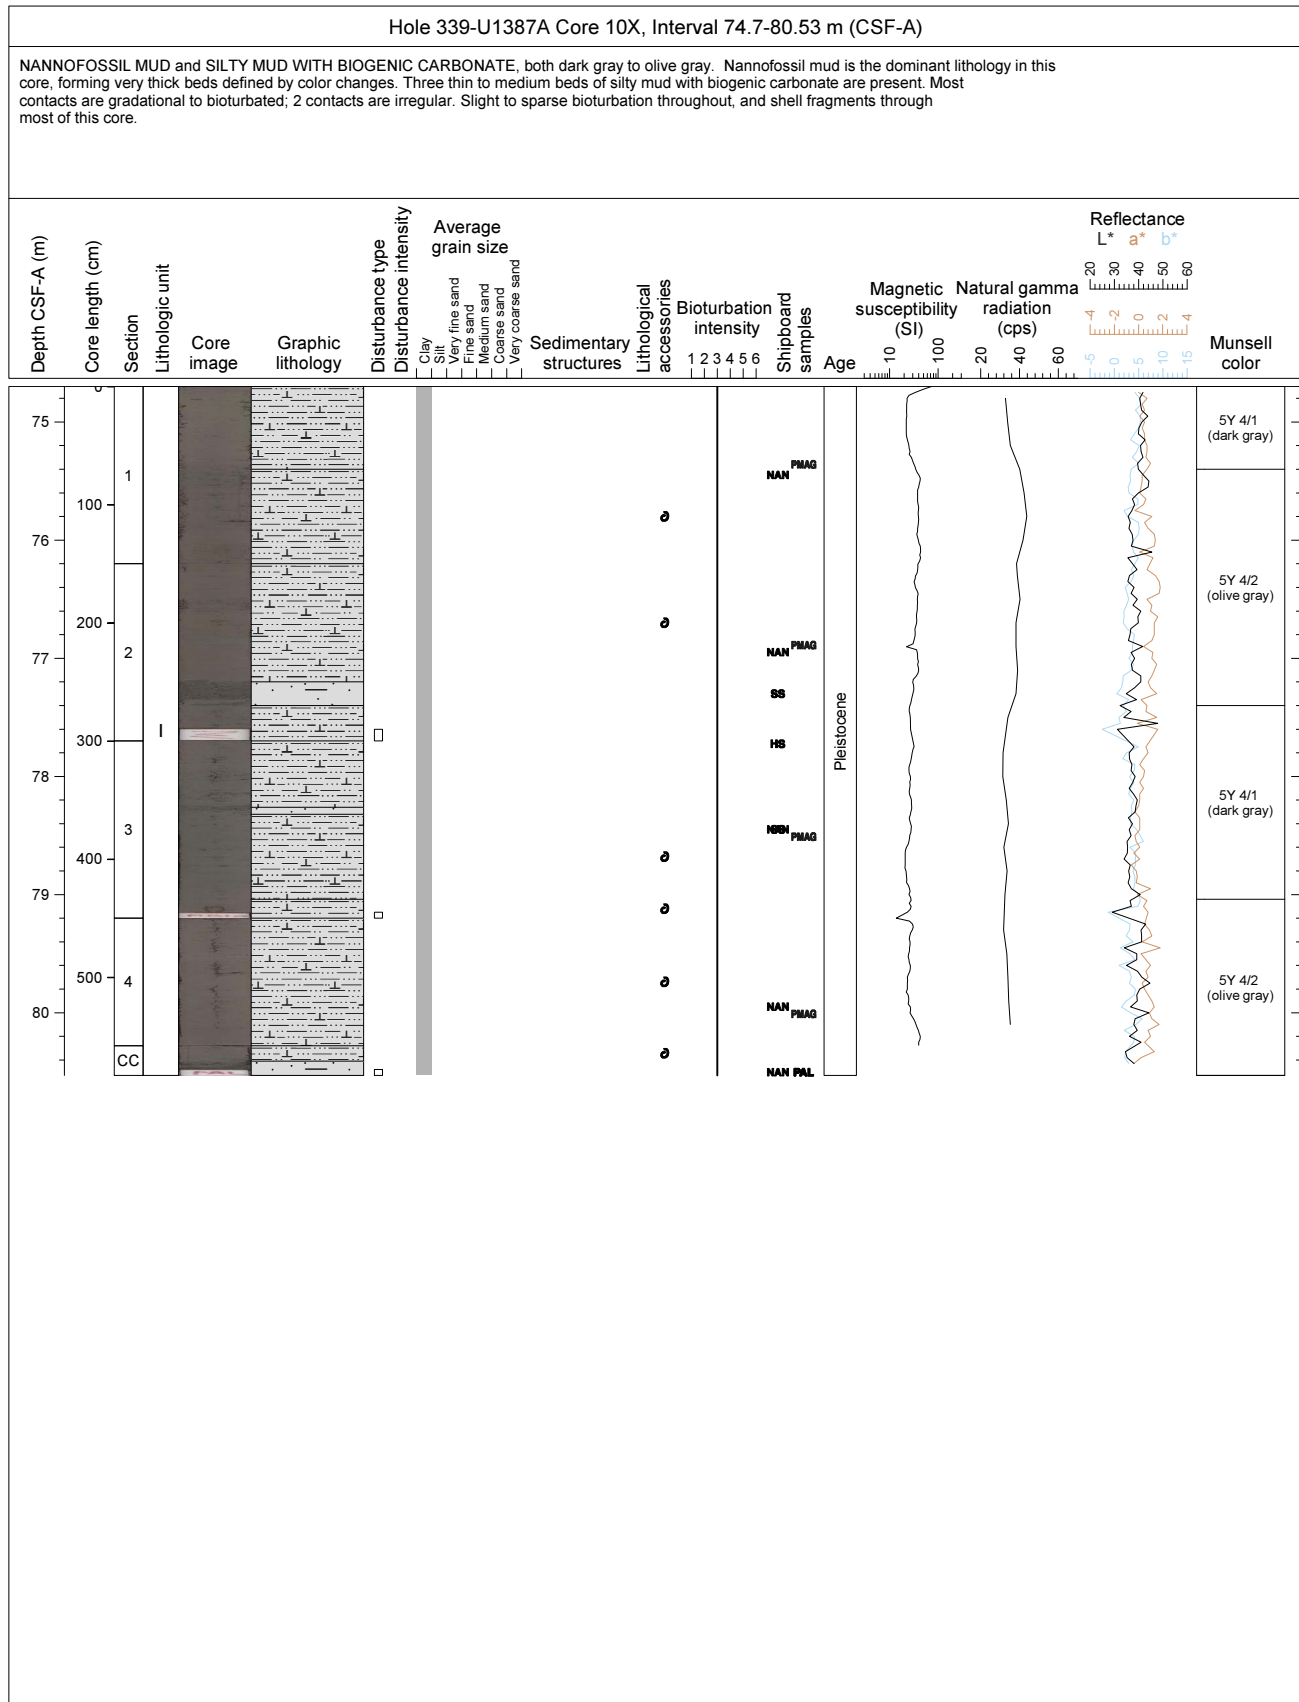 Hole 339-U1387A Core 10X, Interval 74.7-80.53 m (CSF-A)
NANNOFOSSIL MUD and SILTY MUD WITH BIOGENIC CARBONATE, both dark gray to olive gray. Nannofossil mud is the dominant lithology in this
core, forming very thick beds defined by color changes. Three thin to medium beds of silty mud with biogenic carbonate are present. Most
contacts are gradational to bioturbated; 2 contacts are irregular. Slight to sparse bioturbation throughout, and shell fragments through
most of this core.
Depth CSF-A (m)
Core length (cm)
Section
Lithologic unit
Core
image
Graphic
lithology
Disturbance type
Disturbance intensity
Average
grain size
Clay
Silt
Very fine sand
Fine sand
Medium sand
Coarse sand
Very coarse sand
Sedimentary
structures
Lithological
accessories
Bioturbation
intensity
1 2 3 4 5 6
Shipboard
samples
Age
Magnetic
susceptibility
(SI)
10 100
Natural gamma
radiation
(cps)
20 40 60
Reflectance
L* a* b*
20 30 40 50 60
-4 -2 0 2 4
-5 0 5 10 15
Munsell
color
75
76
77
78
79
80
0
100
200
300
400
500
1
2
3
4
CC
I
PMAG
NAN
PMAG
NAN
SS
HS
PMAG
NAN
PMAG
NAN PAL
Pleistocene
5Y 4/1
(dark gray)
5Y 4/2
(olive gray)
5Y 4/1
(dark gray)
5Y 4/2
(olive gray)